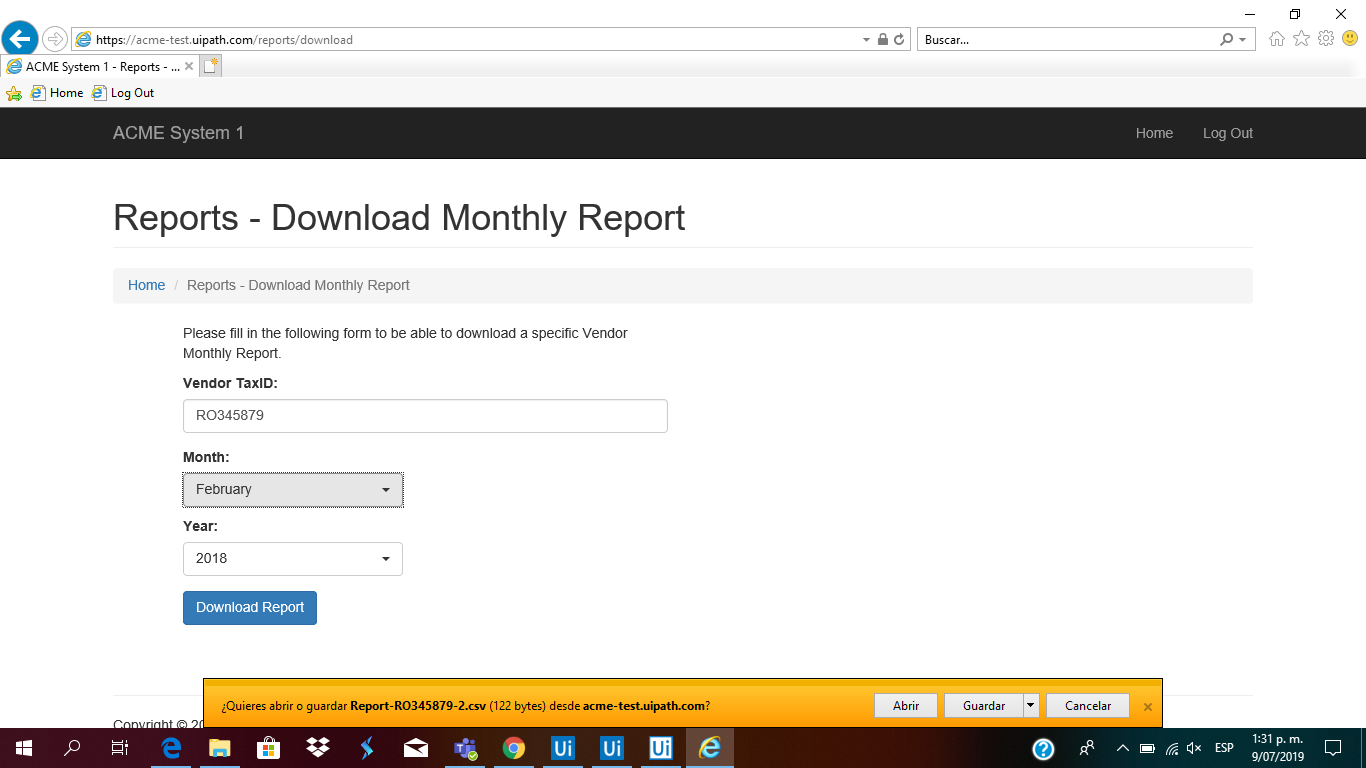 https://acme-test.uipath.com/reports/download
Buscar...
ACME System 1 - Reports - ...
Home
Log Out
ACME System 1
Home
Log Out
Reports - Download Monthly Report
Home / Reports - Download Monthly Report
Please fill in the following form to be able to download a specific Vendor
Monthly Report.
Vendor TaxID:
RO345879
Month:
February
Year:
2018
Download Report
¿Quieres abrir o guardar Report-RO345879-2.csv (122 bytes) desde acme-test.uipath.com?
Abrir
Guardar
Cancelar
Copyright © 20
Ui
Ui
Ui
ESP
1:31 p. m.
9/07/2019